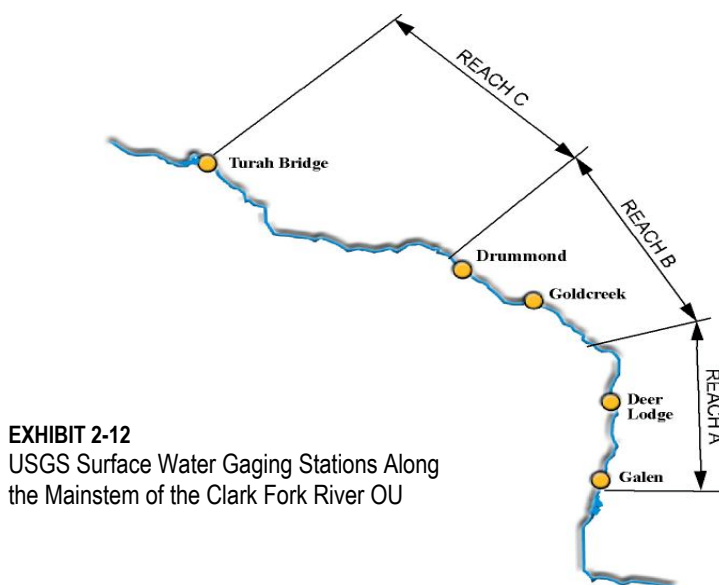 REACH C
Turah Bridge
REACH B
Drummond
Goldcreek
REACH A
Deer
Lodge
Galen
EXHIBIT 2-12
USGS Surface Water Gaging Stations Along
the Mainstem of the Clark Fork River OU